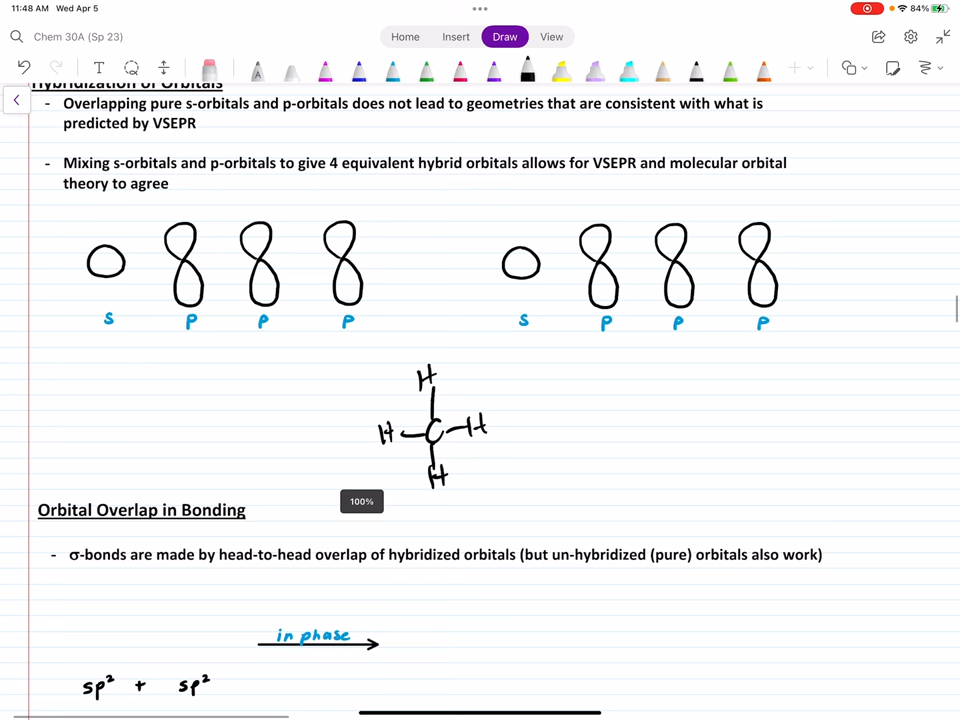 11:48 AM Wed Apr 5
84%
Chem 30A (Sp 23)
Home Insert Draw View
T
A
Hybridization of Orbitals
- Overlapping pure s-orbitals and p-orbitals does not lead to geometries that are consistent with what is
predicted by VSEPR
- Mixing s-orbitals and p-orbitals to give 4 equivalent hybrid orbitals allows for VSEPR and molecular orbital
theory to agree
s p p p s p p p
H
H C H
H
100%
Orbital Overlap in Bonding
- σ-bonds are made by head-to-head overlap of hybridized orbitals (but un-hybridized (pure) orbitals also work)
in phase
sp² + sp²